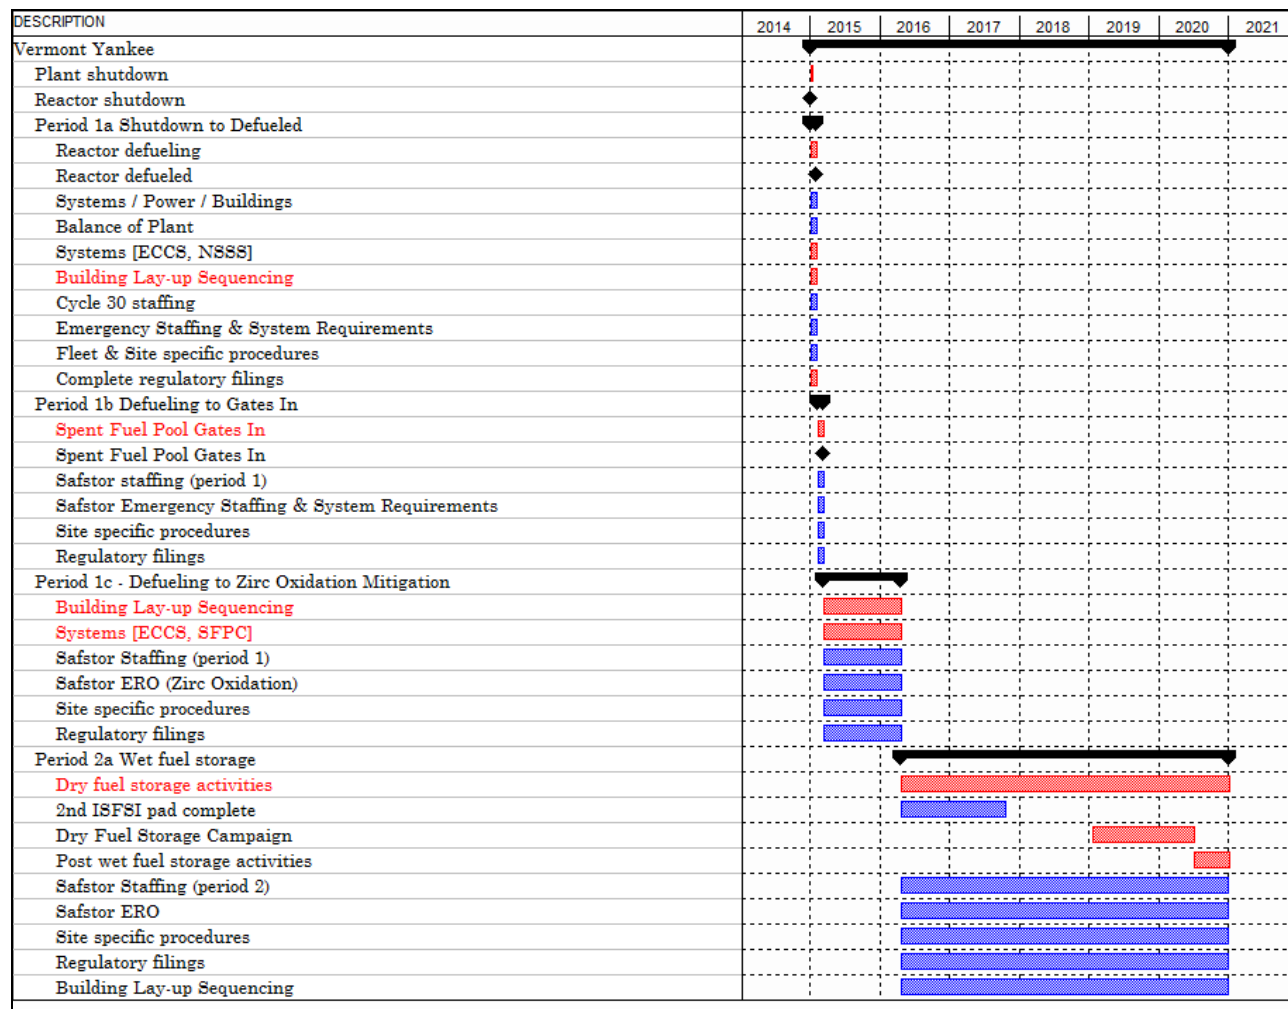 DESCRIPTION 2014 2015 2016 2017 2018 2019 2020 2021
Vermont Yankee
Plant shutdown
Reactor shutdown
Period 1a Shutdown to Defueled
Reactor defueling
Reactor defueled
Systems / Power / Buildings
Balance of Plant
Systems [ECCS, NSSS]
Building Lay-up Sequencing
Cycle 30 staffing
Emergency Staffing & System Requirements
Fleet & Site specific procedures
Complete regulatory filings
Period 1b Defueling to Gates In
Spent Fuel Pool Gates In
Spent Fuel Pool Gates In
Safstor staffing (period 1)
Safstor Emergency Staffing & System Requirements
Site specific procedures
Regulatory filings
Period 1c - Defueling to Zirc Oxidation Mitigation
Building Lay-up Sequencing
Systems [ECCS, SFPC]
Safstor Staffing (period 1)
Safstor ERO (Zirc Oxidation)
Site specific procedures
Regulatory filings
Period 2a Wet fuel storage
Dry fuel storage activities
2nd ISFSI pad complete
Dry Fuel Storage Campaign
Post wet fuel storage activities
Safstor Staffing (period 2)
Safstor ERO
Site specific procedures
Regulatory filings
Building Lay-up Sequencing